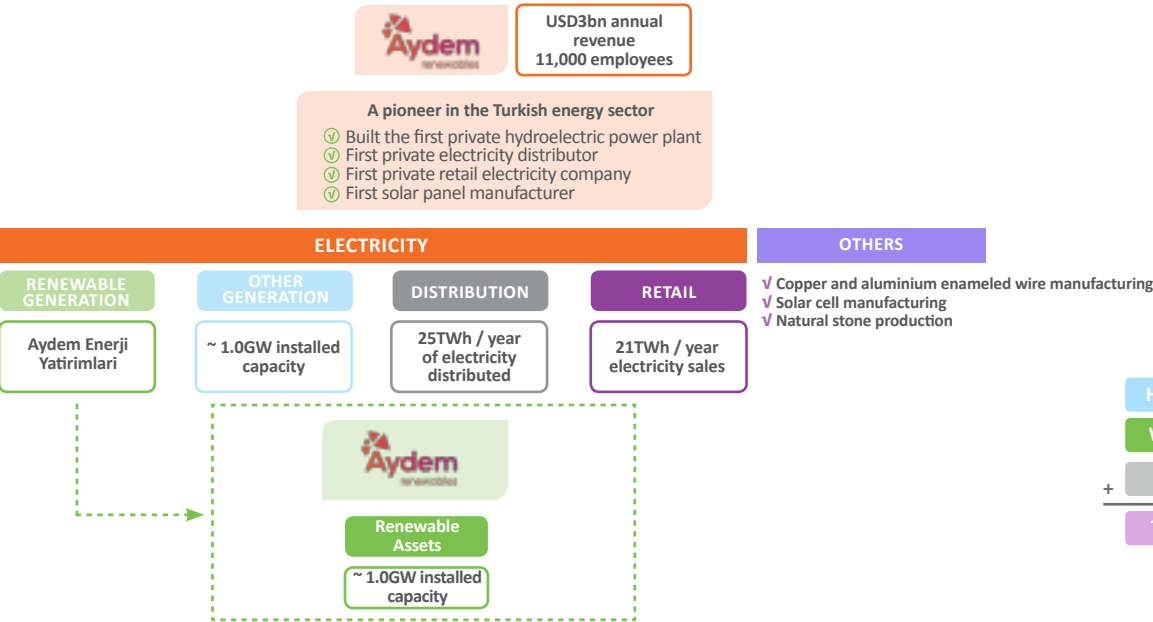 Aydem
renewables
USD3bn annual
revenue
11,000 employees
A pioneer in the Turkish energy sector
√ Built the first private hydroelectric power plant
√ First private electricity distributor
√ First private retail electricity company
√ First solar panel manufacturer
ELECTRICITY
OTHERS
RENEWABLE
GENERATION
OTHER
GENERATION
DISTRIBUTION
RETAIL
√ Copper and aluminium enameled wire manufacturing
√ Solar cell manufacturing
√ Natural stone production
Aydem Enerji
Yatirimlari
~ 1.0GW installed
capacity
25TWh / year
of electricity
distributed
21TWh / year
electricity sales
Aydem
renewables
Renewable
Assets
~ 1.0GW installed
capacity
+